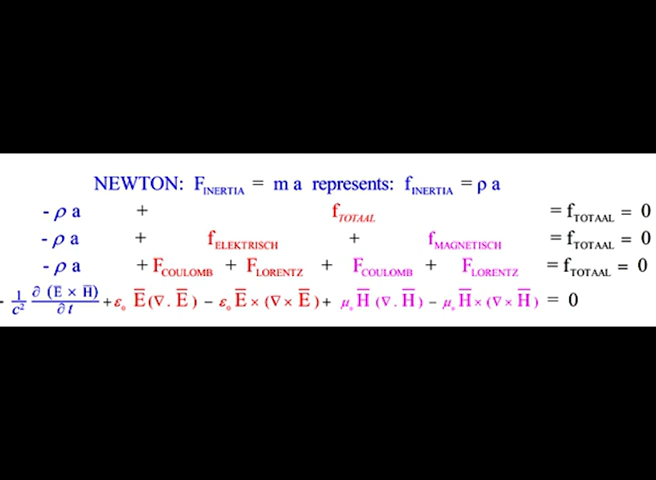 NEWTON: F_INERTIA = m a represents: f_INERTIA = ρ a
- ρ a + f_TOTAAL = f_TOTAAL = 0
- ρ a + f_ELEKTRISCH + f_MAGNETISCH = f_TOTAAL = 0
- ρ a + F_COULOMB + F_LORENTZ + F_COULOMB + F_LORENTZ = f_TOTAAL = 0
- 1/c² ∂ (E̅ × H̅)/∂ t + ε₀ E̅ (∇ . E̅ ) – ε₀ E̅ × (∇ × E̅ ) + μ₀ H̅ (∇ . H̅ ) – μ₀ H̅ × (∇ × H̅ ) = 0